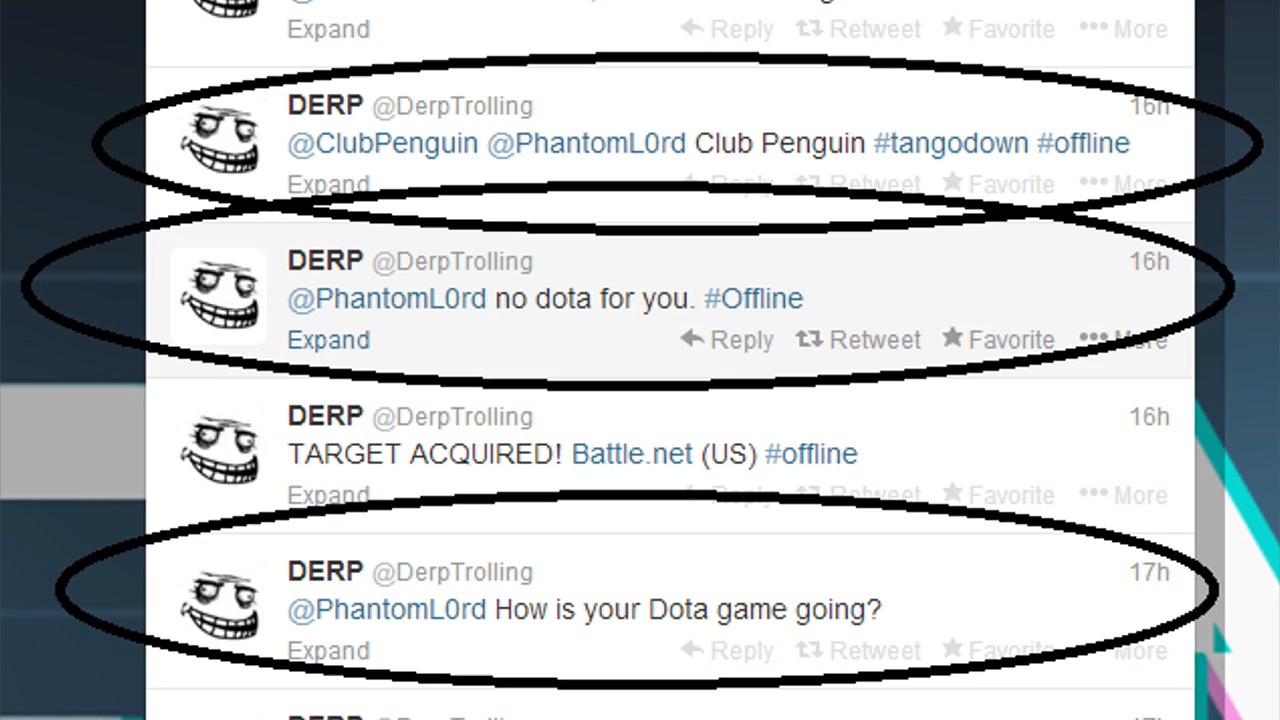 Expand Reply Retweet Favorite More
DERP @DerpTrolling 16h
@ClubPenguin @PhantomL0rd Club Penguin #tangodown #offline
Expand Reply Retweet Favorite More
DERP @DerpTrolling 16h
@PhantomL0rd no dota for you. #Offline
Expand Reply Retweet Favorite More
DERP @DerpTrolling 16h
TARGET ACQUIRED! Battle.net (US) #offline
Expand Reply Retweet Favorite More
DERP @DerpTrolling 17h
@PhantomL0rd How is your Dota game going?
Expand Reply Retweet Favorite More
DERP @DerpTrolling 17h